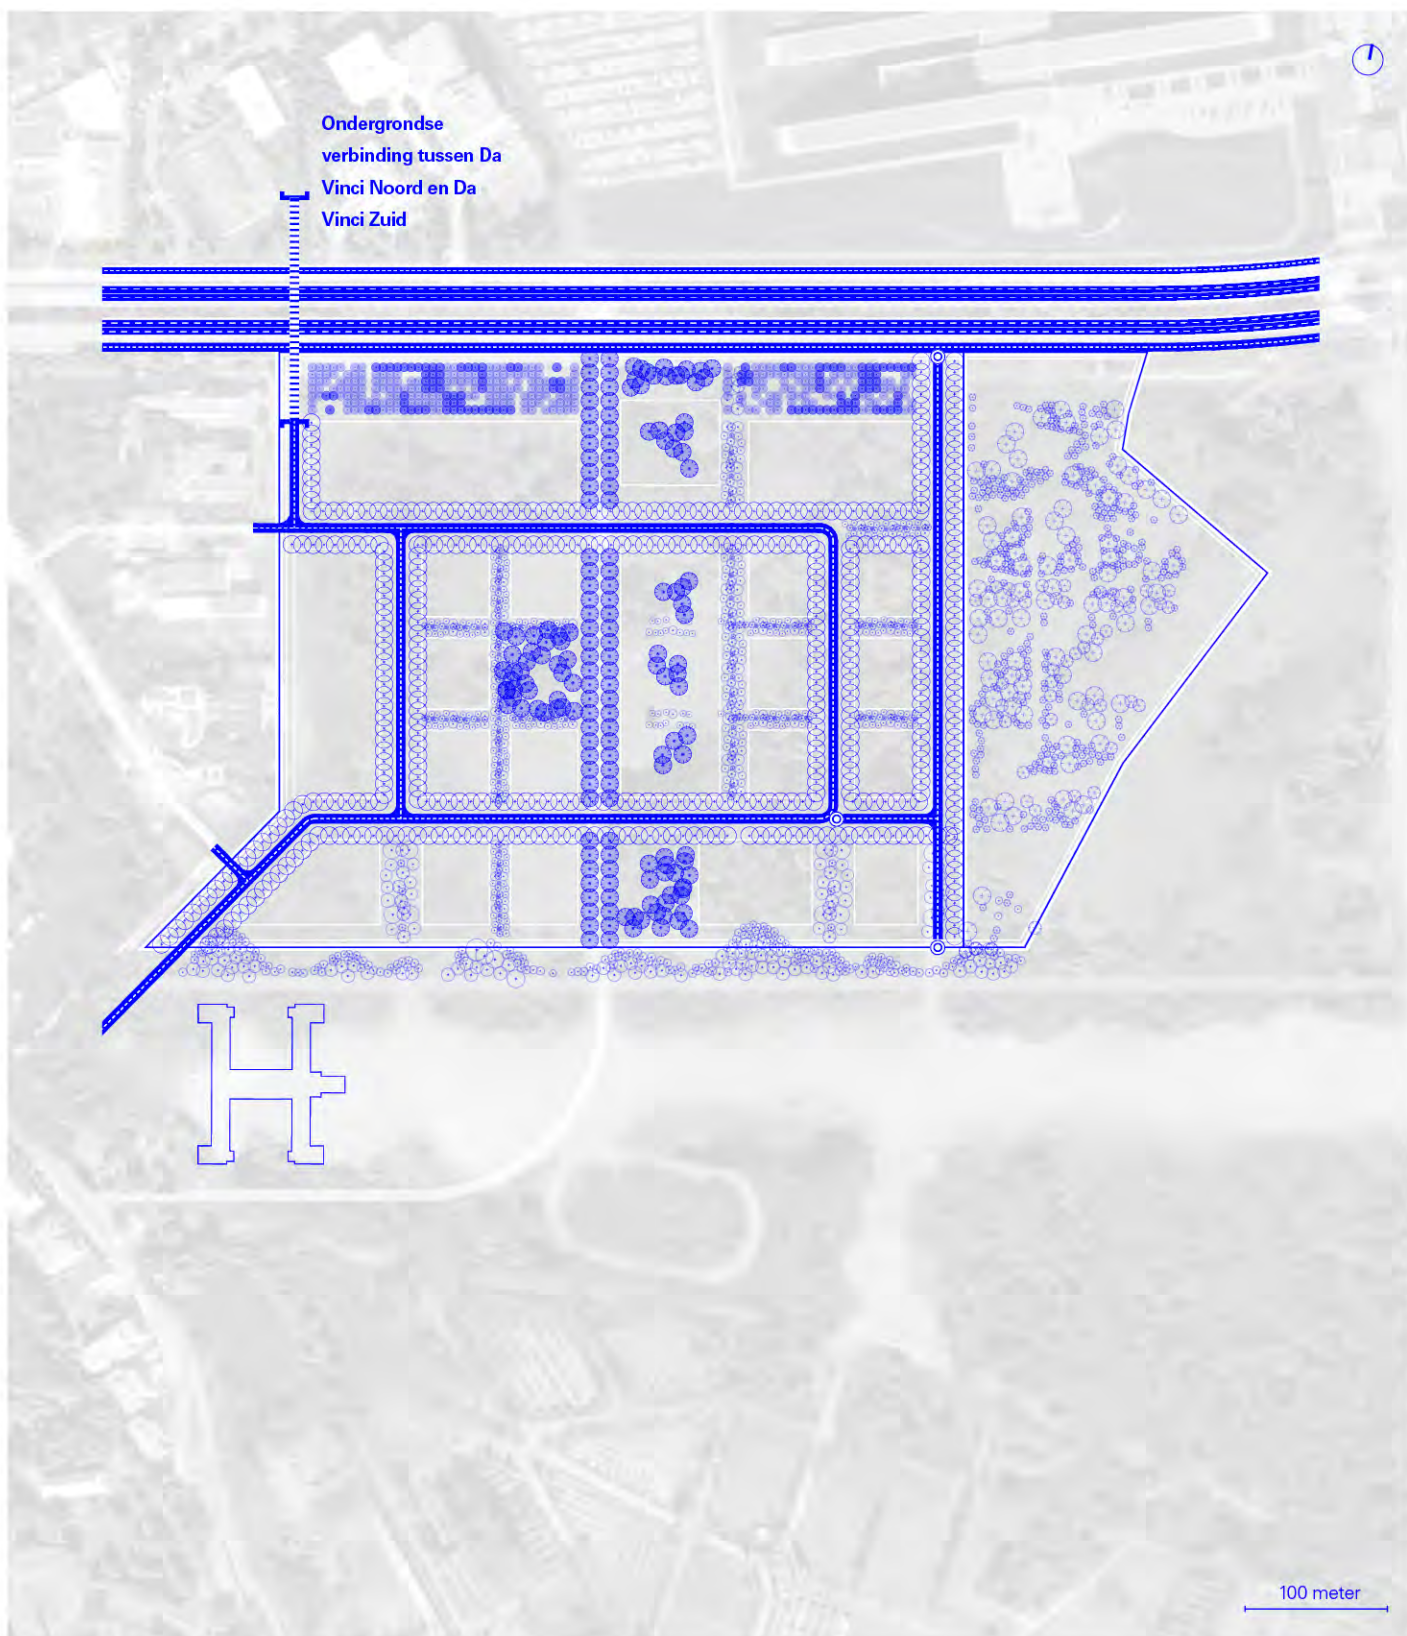 Ondergrondse
verbinding tussen Da
Vinci Noord en Da
Vinci Zuid
100 meter